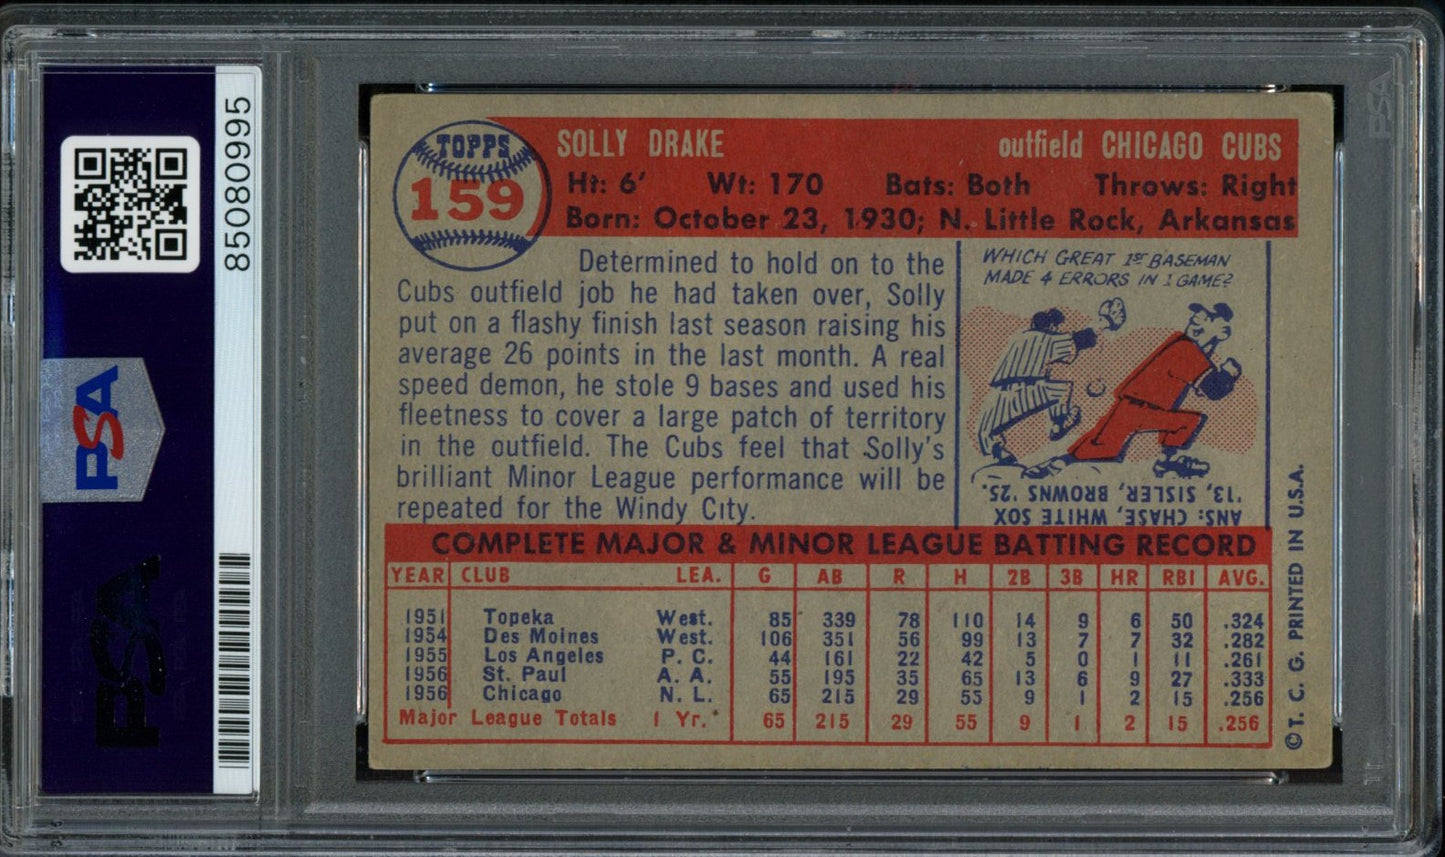 85080995
PSA
PSA
PSA
TOPPS
159
SOLLY DRAKE outfield CHICAGO CUBS
Ht: 6' Wt: 170 Bats: Both Throws: Right
Born: October 23, 1930; N. Little Rock, Arkansas
Determined to hold on to the
Cubs outfield job he had taken over, Solly
put on a flashy finish last season raising his
average 26 points in the last month. A real
speed demon, he stole 9 bases and used his
fleetness to cover a large patch of territory
in the outfield. The Cubs feel that Solly's
brilliant Minor League performance will be
repeated for the Windy City.
WHICH GREAT 1ST BASEMAN
MADE 4 ERRORS IN 1 GAME?
ANS: CHASE, WHITE SOX
'13, SISLER, BROWNS '25.
COMPLETE MAJOR & MINOR LEAGUE BATTING RECORD
YEAR CLUB LEA. G AB R H 2B 3B HR RBI AVG.
1951 Topeka West. 85 339 78 110 14 9 6 50 .324
1954 Des Moines West. 106 351 56 99 13 7 7 32 .282
1955 Los Angeles P. C. 44 161 22 42 5 0 1 11 .261
1956 St. Paul A. A. 55 195 35 65 13 6 9 27 .333
1956 Chicago N. L. 65 215 29 55 9 1 2 15 .256
Major League Totals 1 Yr. 65 215 29 55 9 1 2 15 .256
© T. C. G. PRINTED IN U.S.A.